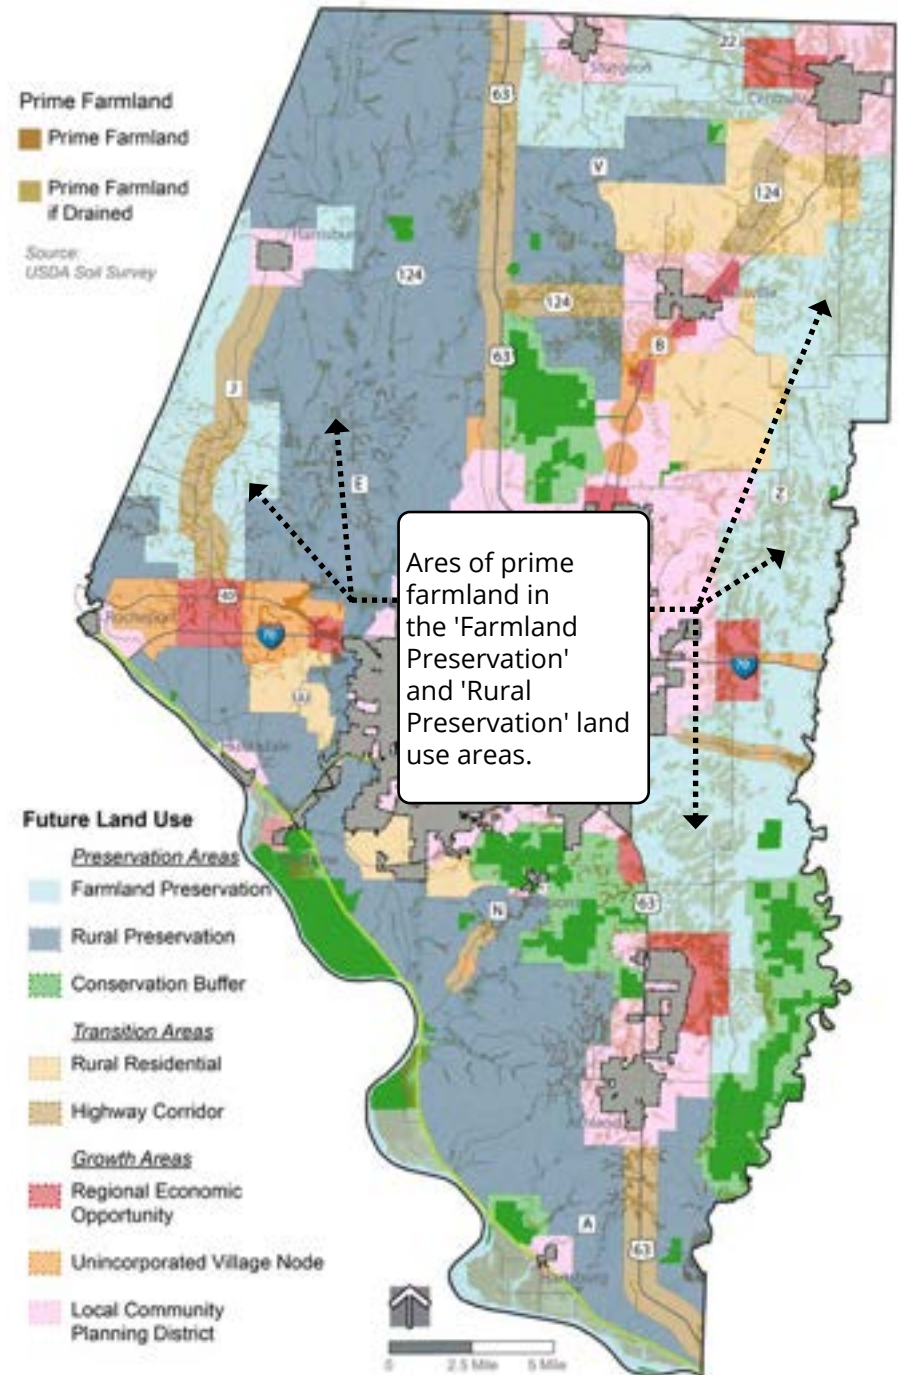 22
Sturgeon
63
Centralia
Prime Farmland
Prime Farmland
Prime Farmland
if Drained
Source:
USDA Soil Survey
V
124
Harrisburg
124
124
B
63
J
E
Z
Ares of prime
farmland in
the 'Farmland
Preservation'
and 'Rural
Preservation' land
use areas.
40
Rocheport
70
70
UU
Future Land Use
Preservation Areas
Farmland Preservation
Rural Preservation
Conservation Buffer
Transition Areas
Rural Residential
Highway Corridor
Growth Areas
Regional Economic
Opportunity
Unincorporated Village Node
Local Community
Planning District
N
63
Ashland
A
63
Hartsburg
0
2.5 Mile
5 Mile